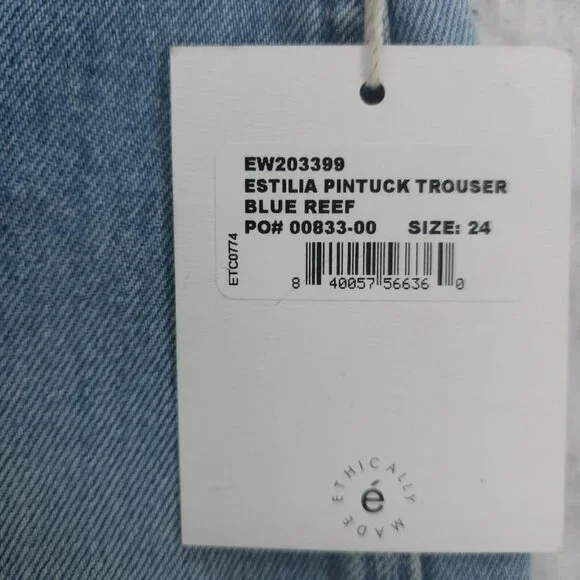 EW203399
ESTILIA PINTUCK TROUSER
BLUE REEF
PO# 00833-00 SIZE: 24
ETC0774
8 40057 56636 0
ETHICALLY MADE
é